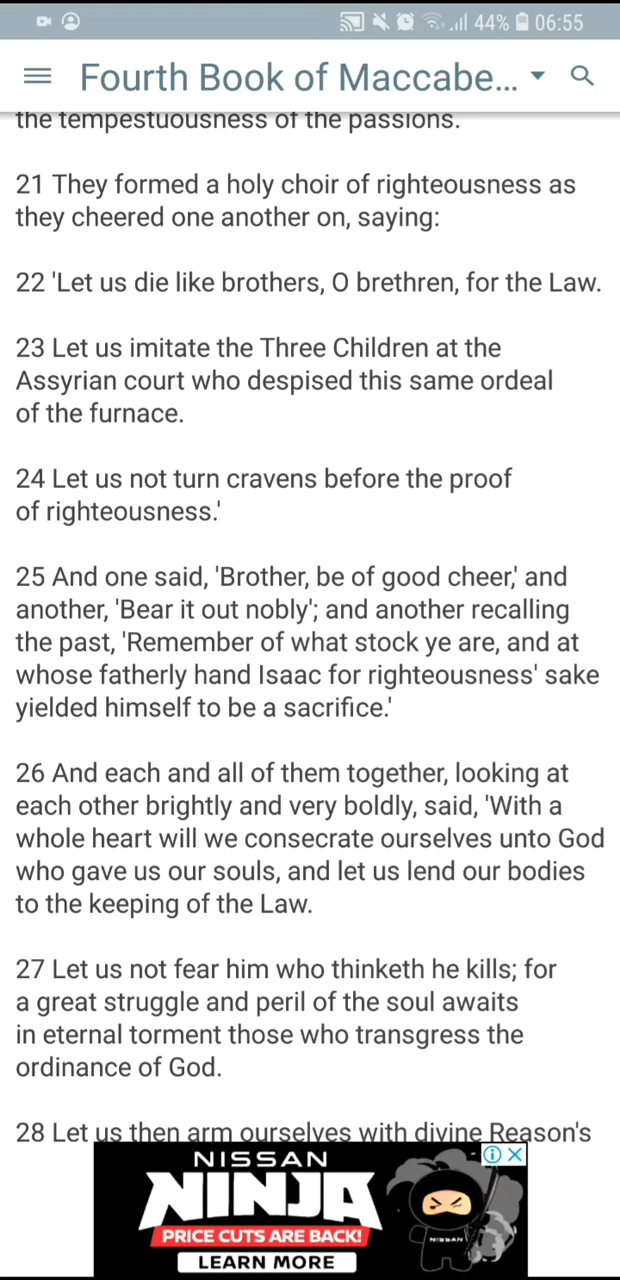 44% 06:55
Fourth Book of Maccabe...
the tempestuousness of the passions.
21 They formed a holy choir of righteousness as
they cheered one another on, saying:
22 'Let us die like brothers, O brethren, for the Law.
23 Let us imitate the Three Children at the
Assyrian court who despised this same ordeal
of the furnace.
24 Let us not turn cravens before the proof
of righteousness.'
25 And one said, 'Brother, be of good cheer,' and
another, 'Bear it out nobly'; and another recalling
the past, 'Remember of what stock ye are, and at
whose fatherly hand Isaac for righteousness' sake
yielded himself to be a sacrifice.'
26 And each and all of them together, looking at
each other brightly and very boldly, said, 'With a
whole heart will we consecrate ourselves unto God
who gave us our souls, and let us lend our bodies
to the keeping of the Law.
27 Let us not fear him who thinketh he kills; for
a great struggle and peril of the soul awaits
in eternal torment those who transgress the
ordinance of God.
28 Let us then arm ourselves with divine Reason's
NISSAN
NINJA
PRICE CUTS ARE BACK!
LEARN MORE
NISSAN